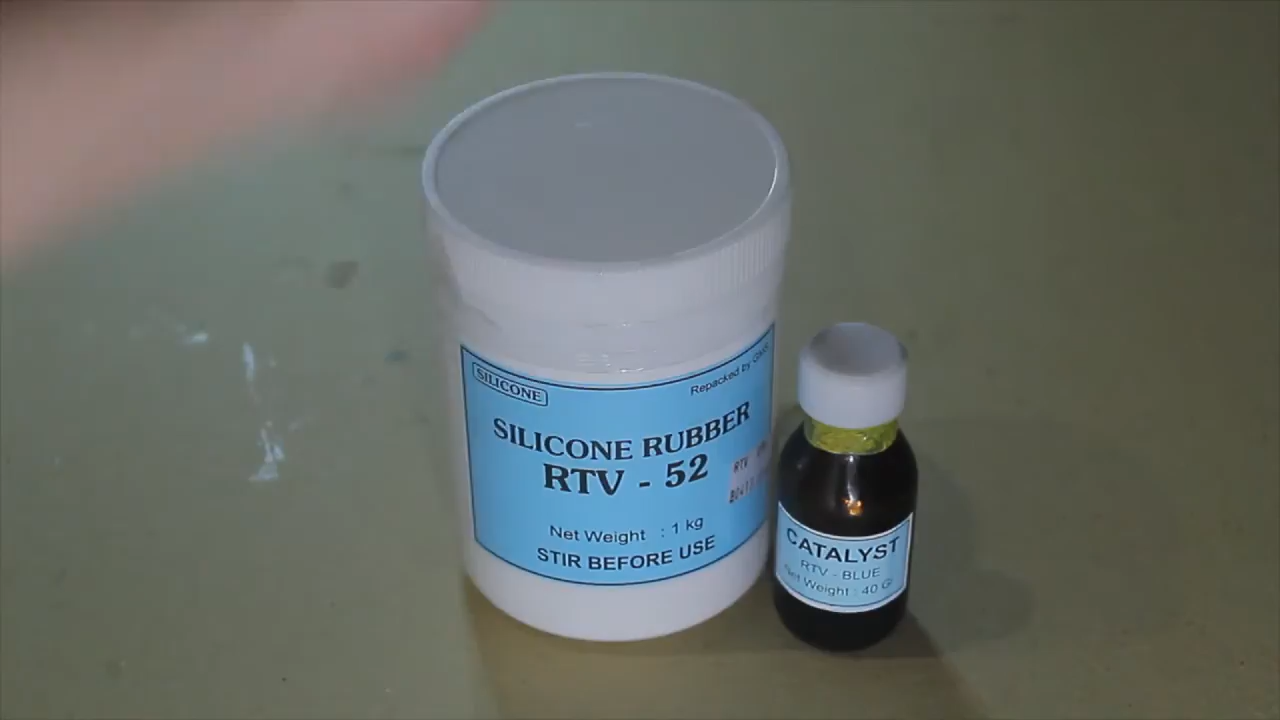 SILICONE
Repacked by
SILICONE RUBBER
RTV - 52
RTV
Net Weight : 1 kg
STIR BEFORE USE
CATALYST
RTV - BLUE
Net Weight : 40 G